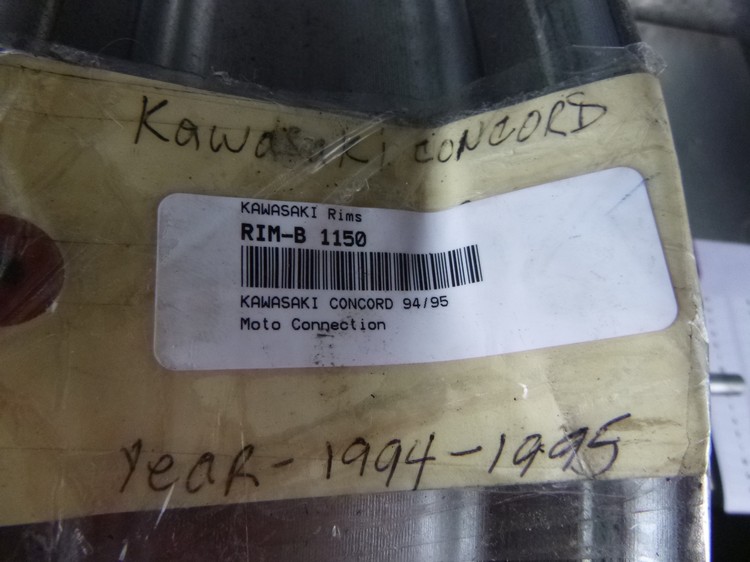 Kawasaki CONCORD
KAWASAKI Rims
RIM-B 1150
KAWASAKI CONCORD 94/95
Moto Connection
Year-1994-1995